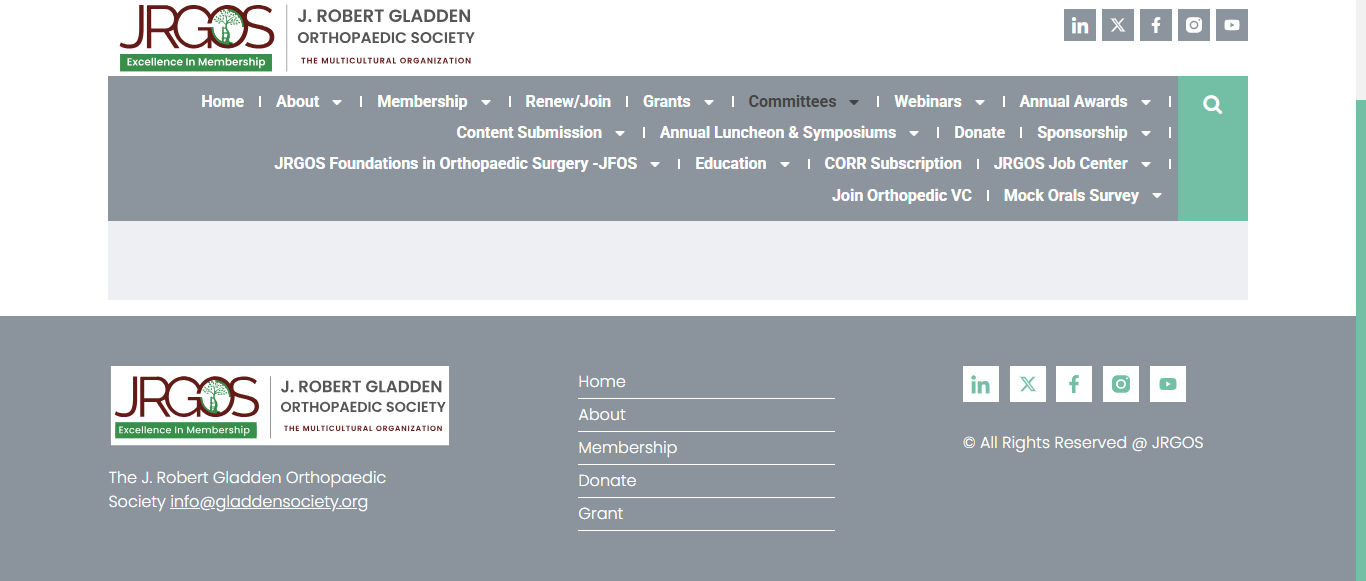 JRGOS
Excellence In Membership
J. ROBERT GLADDEN
ORTHOPAEDIC SOCIETY
THE MULTICULTURAL ORGANIZATION
Home | About | Membership | Renew/Join | Grants | Committees | Webinars | Annual Awards |
Content Submission | Annual Luncheon & Symposiums | Donate | Sponsorship |
JRGOS Foundations in Orthopaedic Surgery -JFOS | Education | CORR Subscription | JRGOS Job Center |
Join Orthopedic VC | Mock Orals Survey
JRGOS
Excellence In Membership
J. ROBERT GLADDEN
ORTHOPAEDIC SOCIETY
THE MULTICULTURAL ORGANIZATION
The J. Robert Gladden Orthopaedic
Society info@gladdensociety.org
Home
About
Membership
Donate
Grant
© All Rights Reserved @ JRGOS